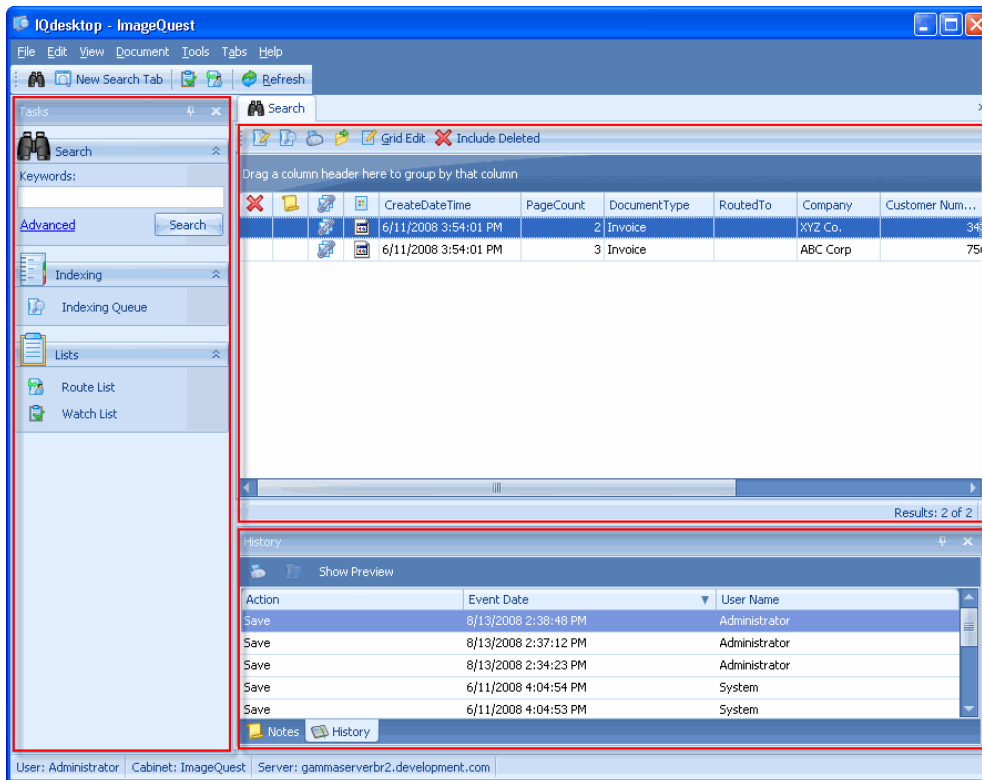 IQdesktop - ImageQuest
File Edit View Document Tools Tabs Help
New Search Tab Refresh
Tasks
Search
Keywords:
Advanced Search
Indexing
Indexing Queue
Lists
Route List
Watch List
Search
Grid Edit Include Deleted
Drag a column header here to group by that column
CreateDateTime PageCount DocumentType RoutedTo Company Customer Num...
6/11/2008 3:54:01 PM 2 Invoice XYZ Co.
6/11/2008 3:54:01 PM 3 Invoice ABC Corp
Results: 2 of 2
History
Show Preview
Action Event Date User Name
Save 8/13/2008 2:38:48 PM Administrator
Save 8/13/2008 2:37:12 PM Administrator
Save 8/13/2008 2:34:23 PM Administrator
Save 6/11/2008 4:04:54 PM System
Save 6/11/2008 4:04:53 PM System
Notes History
User: Administrator Cabinet: ImageQuest Server: gammaserverbr2.development.com